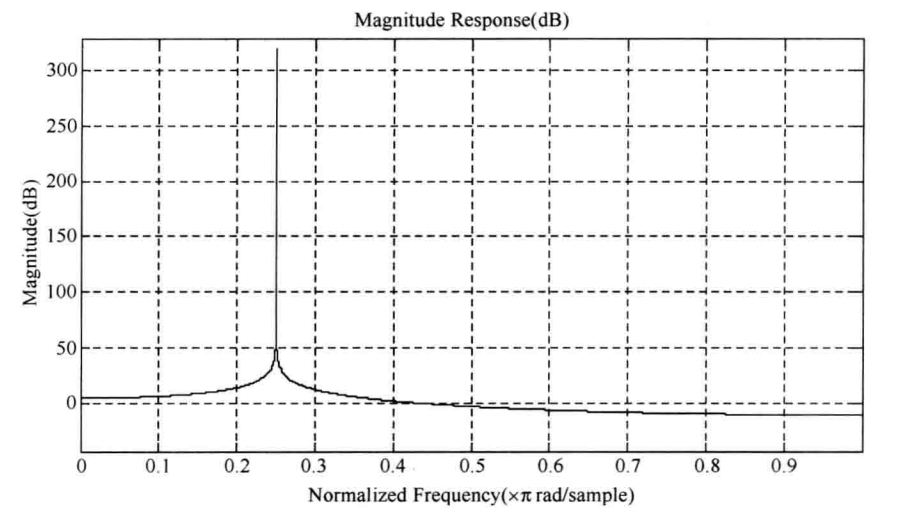 Magnitude Response(dB)
300
250
200
150
100
50
0
Magnitude(dB)
0 0.1 0.2 0.3 0.4 0.5 0.6 0.7 0.8 0.9
Normalized Frequency(×π rad/sample)